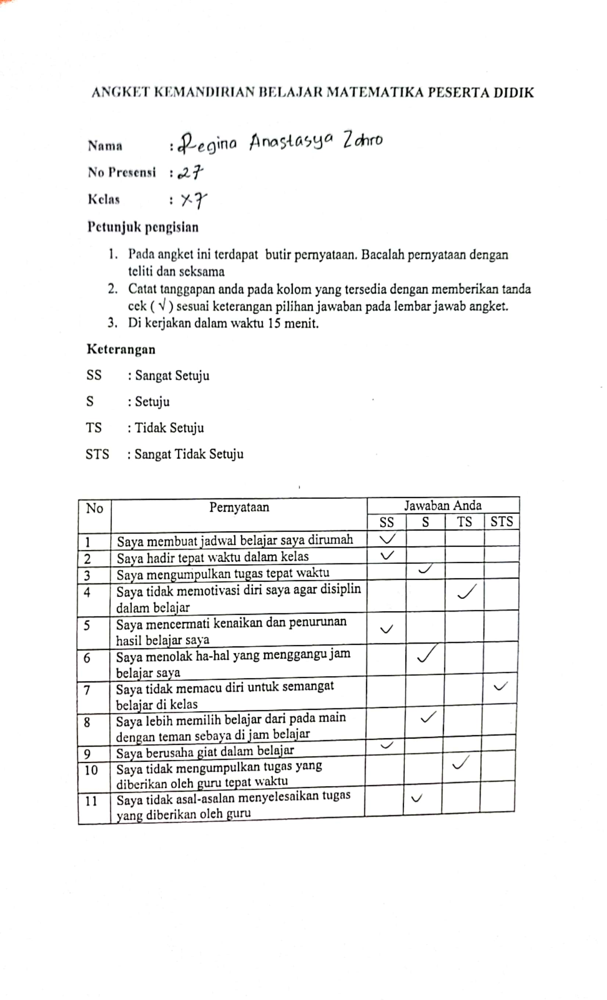 ANGKET KEMANDIRIAN BELAJAR MATEMATIKA PESERTA DIDIK
Nama : Regina Anastasya Zahro
No Presensi : 27
Kelas : X7
Petunjuk pengisian
1. Pada angket ini terdapat butir pernyataan. Bacalah pernyataan dengan
teliti dan seksama
2. Catat tanggapan anda pada kolom yang tersedia dengan memberikan tanda
cek ( √ ) sesuai keterangan pilihan jawaban pada lembar jawab angket.
3. Di kerjakan dalam waktu 15 menit.
Keterangan
SS : Sangat Setuju
S : Setuju
TS : Tidak Setuju
STS : Sangat Tidak Setuju
No Pernyataan Jawaban Anda
SS S TS STS
1 Saya membuat jadwal belajar saya dirumah ✓
2 Saya hadir tepat waktu dalam kelas ✓
3 Saya mengumpulkan tugas tepat waktu ✓
4 Saya tidak memotivasi diri saya agar disiplin ✓
dalam belajar
5 Saya mencermati kenaikan dan penurunan ✓
hasil belajar saya
6 Saya menolak ha-hal yang menggangu jam ✓
belajar saya
7 Saya tidak memacu diri untuk semangat ✓
belajar di kelas
8 Saya lebih memilih belajar dari pada main ✓
dengan teman sebaya di jam belajar
9 Saya berusaha giat dalam belajar ✓
10 Saya tidak mengumpulkan tugas yang ✓
diberikan oleh guru tepat waktu
11 Saya tidak asal-asalan menyelesaikan tugas ✓
yang diberikan oleh guru